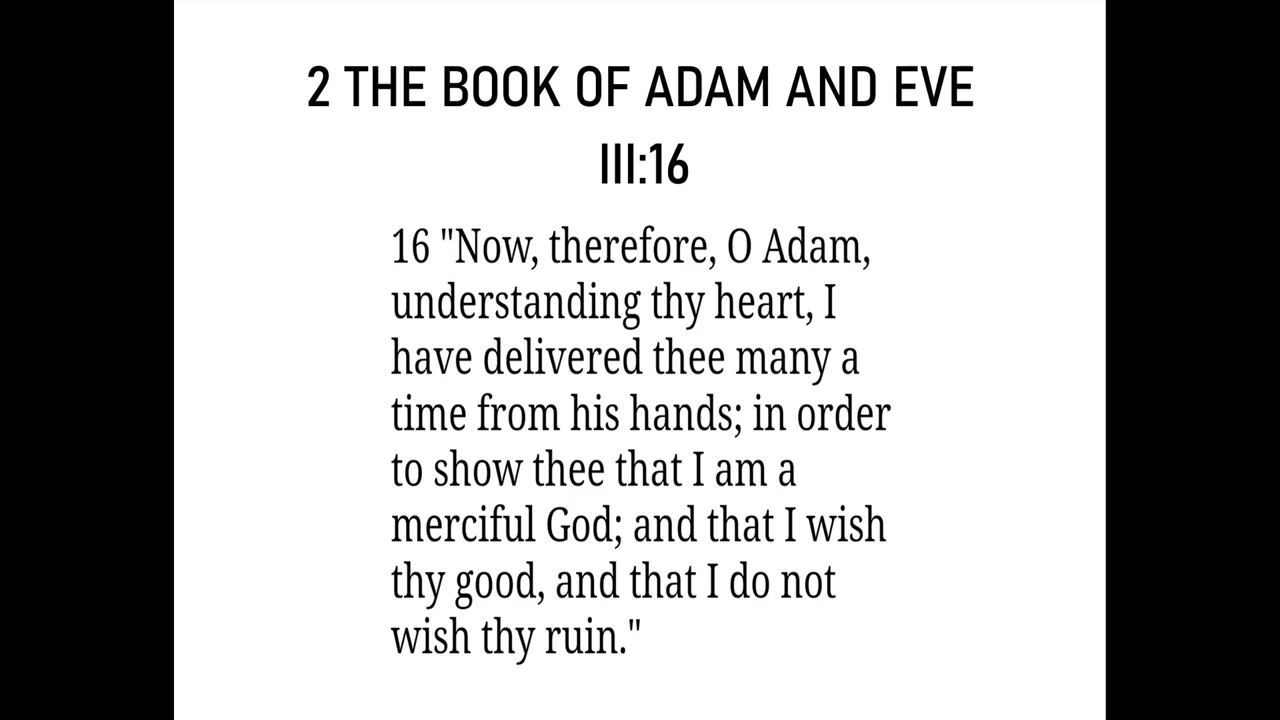 2 THE BOOK OF ADAM AND EVE
III:16
16 "Now, therefore, O Adam,
understanding thy heart, I
have delivered thee many a
time from his hands; in order
to show thee that I am a
merciful God; and that I wish
thy good, and that I do not
wish thy ruin."